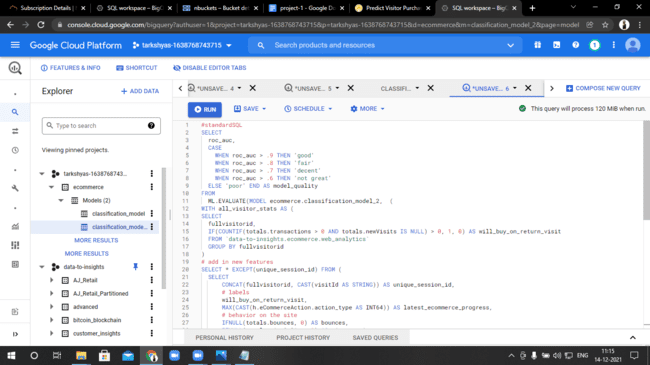 Subscription Details |
SQL workspace – BigQ
nbuckets – Bucket det
project-1 - Google Doc
Predict Visitor Purchase
SQL workspace – BigQ
console.cloud.google.com/bigquery?authuser=1&project=tarkshyas-1638768743715&p=tarkshyas-1638768743715&d=ecommerce&m=classification_model_2&page=model
Google Cloud Platform
tarkshyas-1638768743715
Search products and resources
1
FEATURES & INFO
SHORTCUT
DISABLE EDITOR TABS
Explorer
+ ADD DATA
*UNSAVE... 4
*UNSAVE... 5
CLASSIFI...
*UNSAVE... 6
COMPOSE NEW QUERY
RUN
SAVE
SCHEDULE
MORE
This query will process 120 MiB when run.
Type to search
Viewing pinned projects.
tarkshyas-1638768743...
ecommerce
Models (2)
classification_model
classification_mode...
MORE RESULTS
MORE RESULTS
data-to-insights
AJ_Retail
AJ_Retail_Partitioned
advanced
bitcoin_blockchain
customer_insights
1 #standardSQL
2 SELECT
3 roc_auc,
4 CASE
5 WHEN roc_auc > .9 THEN 'good'
6 WHEN roc_auc > .8 THEN 'fair'
7 WHEN roc_auc > .7 THEN 'decent'
8 WHEN roc_auc > .6 THEN 'not great'
9 ELSE 'poor' END AS model_quality
10 FROM
11 ML.EVALUATE(MODEL ecommerce.classification_model_2, (
12 WITH all_visitor_stats AS (
13 SELECT
14 fullvisitorid,
15 IF(COUNTIF(totals.transactions > 0 AND totals.newVisits IS NULL) > 0, 1, 0) AS will_buy_on_return_visit
16 FROM `data-to-insights.ecommerce.web_analytics`
17 GROUP BY fullvisitorid
18 )
19 # add in new features
20 SELECT * EXCEPT(unique_session_id) FROM (
21 SELECT
22 CONCAT(fullvisitorid, CAST(visitId AS STRING)) AS unique_session_id,
23 # labels
24 will_buy_on_return_visit,
25 MAX(CAST(h.eCommerceAction.action_type AS INT64)) AS latest_ecommerce_progress,
26 # behavior on the site
27 IFNULL(totals.bounces, 0) AS bounces,
PERSONAL HISTORY
PROJECT HISTORY
SAVED QUERIES
ENG
11:15
14-12-2021